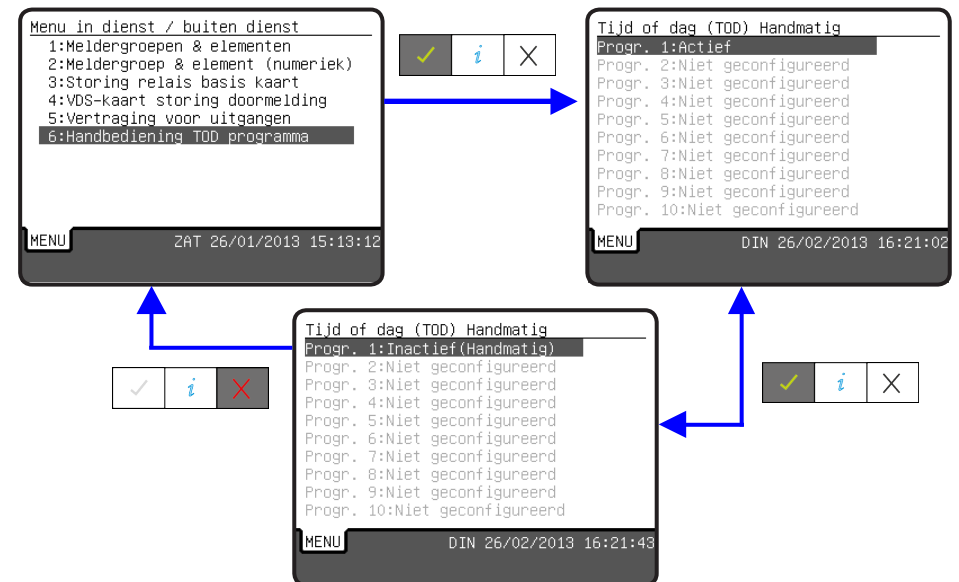 Menu in dienst / buiten dienst
1:Meldergroepen & elementen
2:Meldergroep & element (numeriek)
3:Storing relais basis kaart
4:VDS-kaart storing doormelding
5:Vertraging voor uitgangen
6:Handbediening TOD programma
MENU
ZAT 26/01/2013 15:13:12
i
Tijd of dag (TOD) Handmatig
Progr. 1:Actief
Progr. 2:Niet geconfigureerd
Progr. 3:Niet geconfigureerd
Progr. 4:Niet geconfigureerd
Progr. 5:Niet geconfigureerd
Progr. 6:Niet geconfigureerd
Progr. 7:Niet geconfigureerd
Progr. 8:Niet geconfigureerd
Progr. 9:Niet geconfigureerd
Progr. 10:Niet geconfigureerd
MENU
DIN 26/02/2013 16:21:02
Tijd of dag (TOD) Handmatig
Progr. 1:Inactief(Handmatig)
Progr. 2:Niet geconfigureerd
Progr. 3:Niet geconfigureerd
Progr. 4:Niet geconfigureerd
Progr. 5:Niet geconfigureerd
Progr. 6:Niet geconfigureerd
Progr. 7:Niet geconfigureerd
Progr. 8:Niet geconfigureerd
Progr. 9:Niet geconfigureerd
Progr. 10:Niet geconfigureerd
MENU
DIN 26/02/2013 16:21:43
i
i